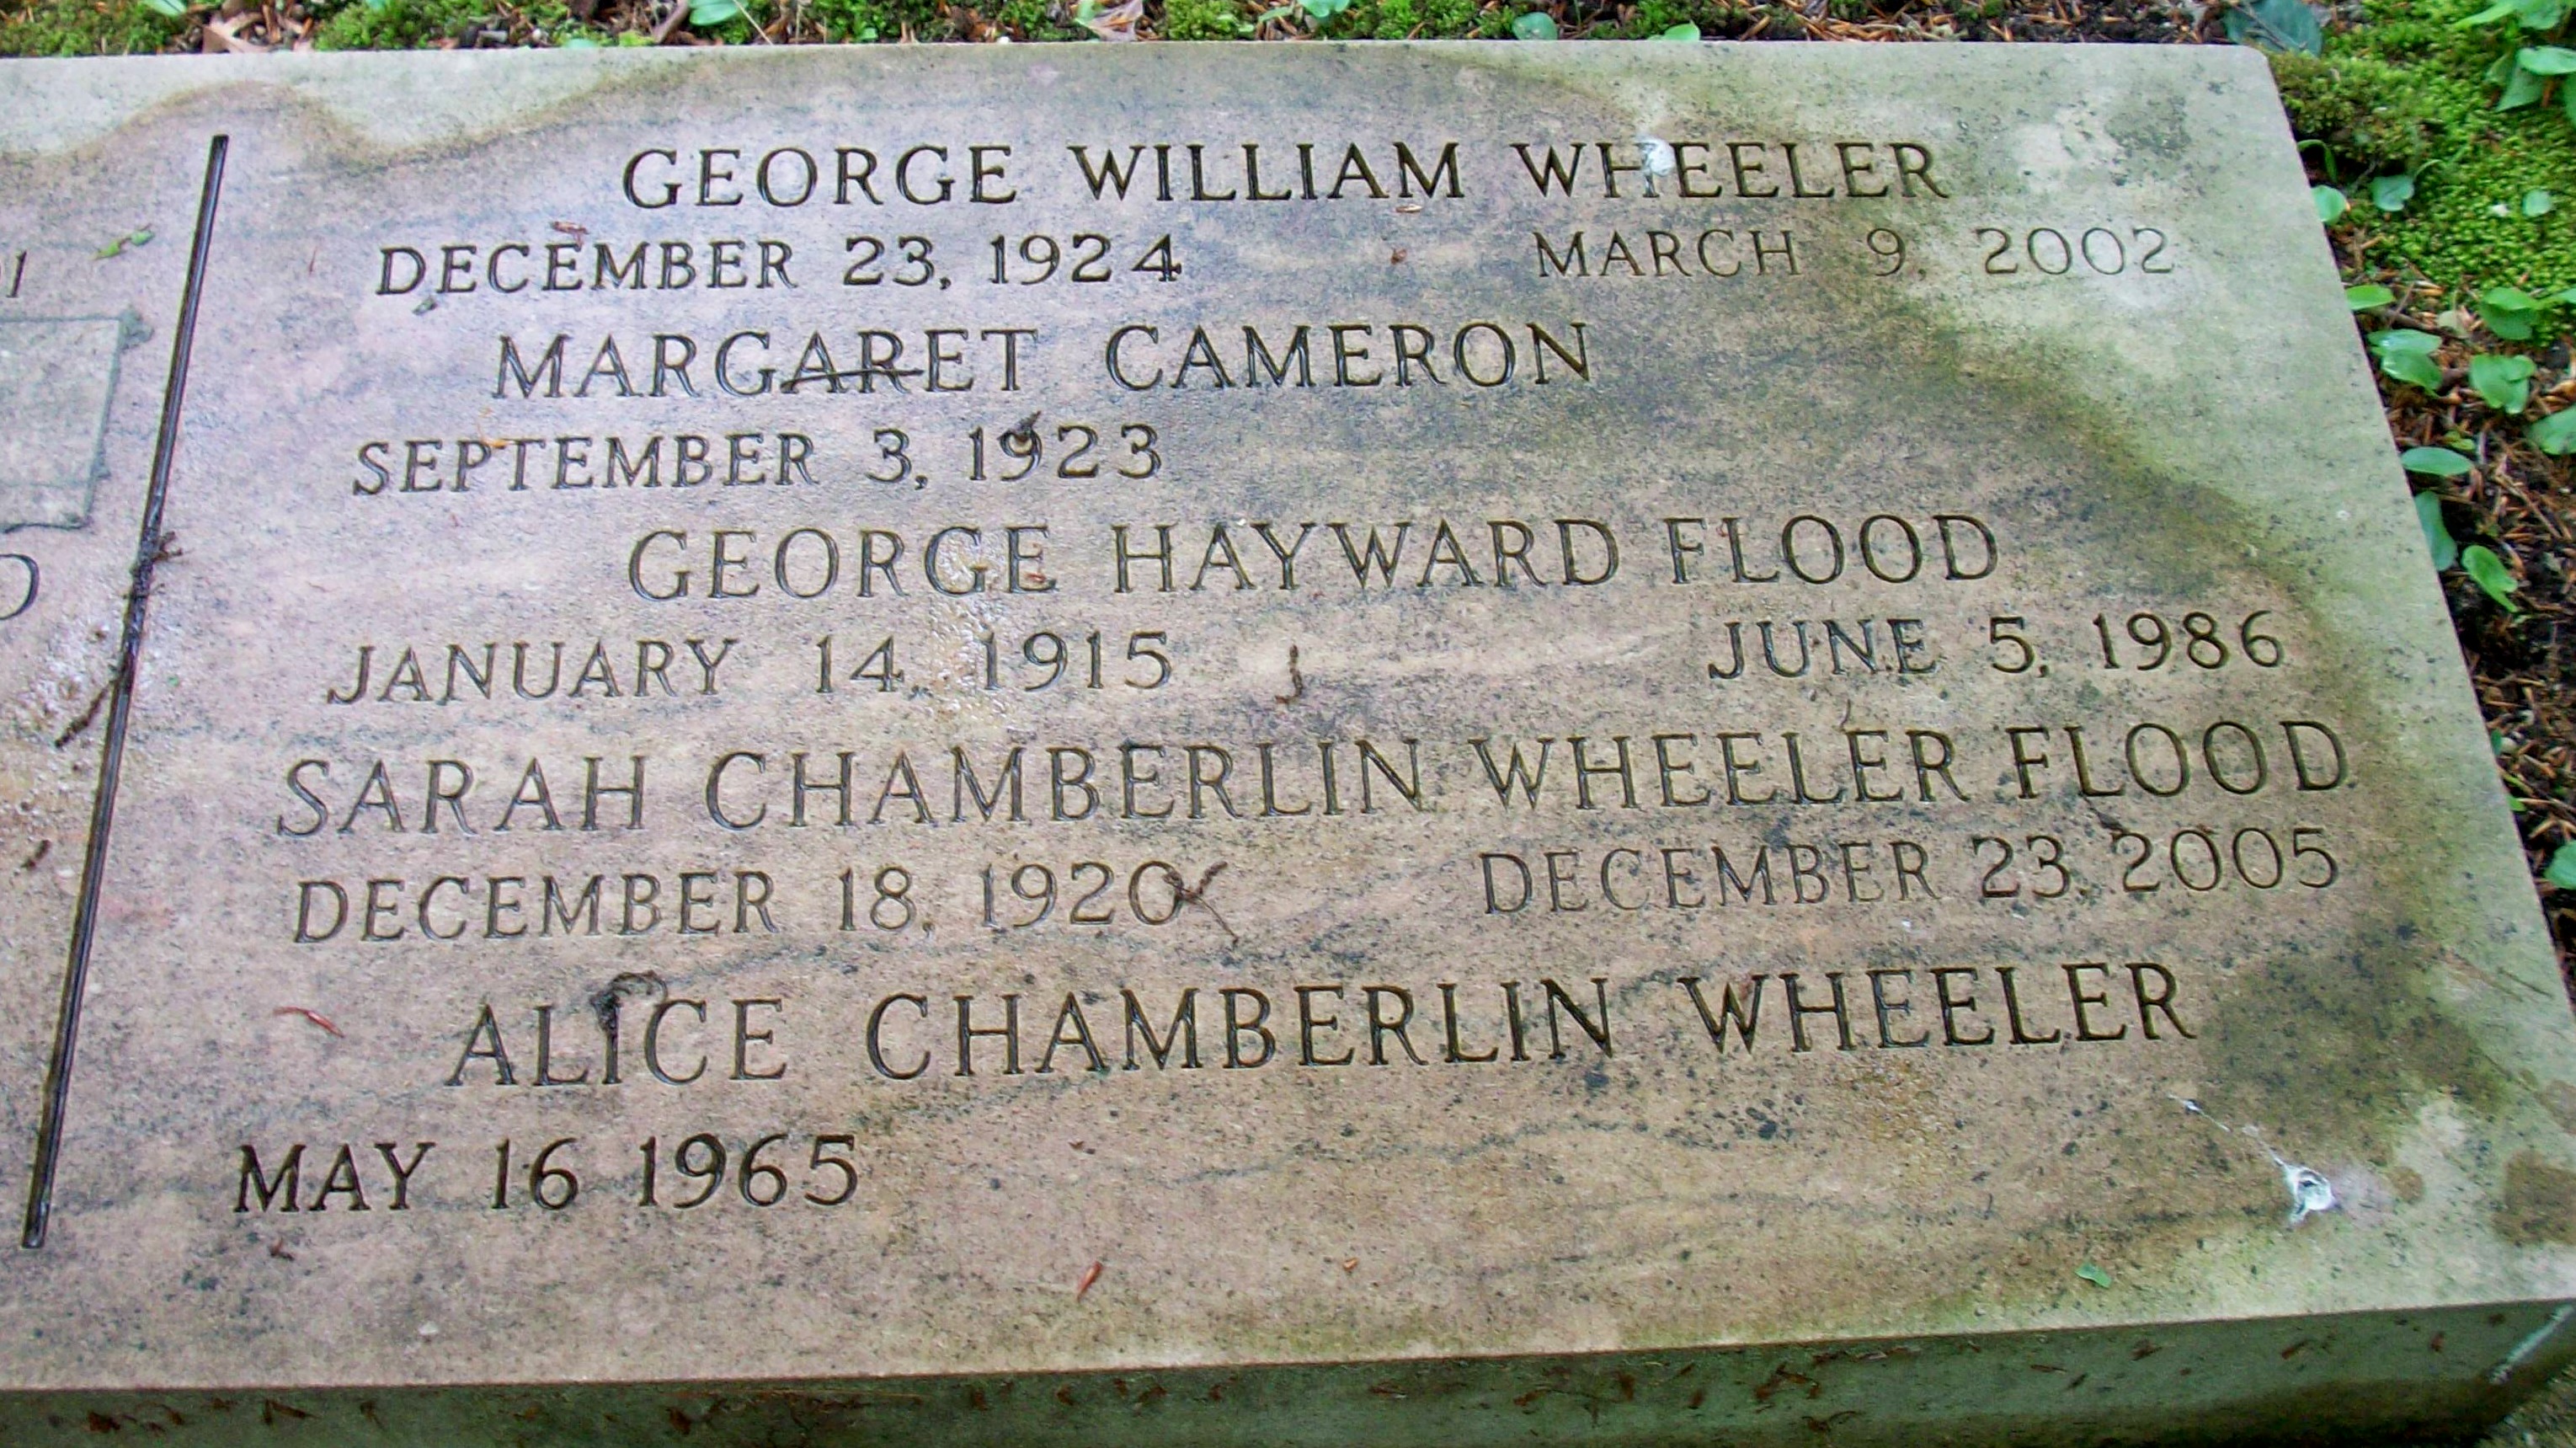 GEORGE WILLIAM WHEELER
DECEMBER 23, 1924 MARCH 9, 2002
MARGARET CAMERON
SEPTEMBER 3, 1923
GEORGE HAYWARD FLOOD
JANUARY 14, 1915 JUNE 5, 1986
SARAH CHAMBERLIN WHEELER FLOOD
DECEMBER 18, 1920 DECEMBER 23, 2005
ALICE CHAMBERLIN WHEELER
MAY 16 1965